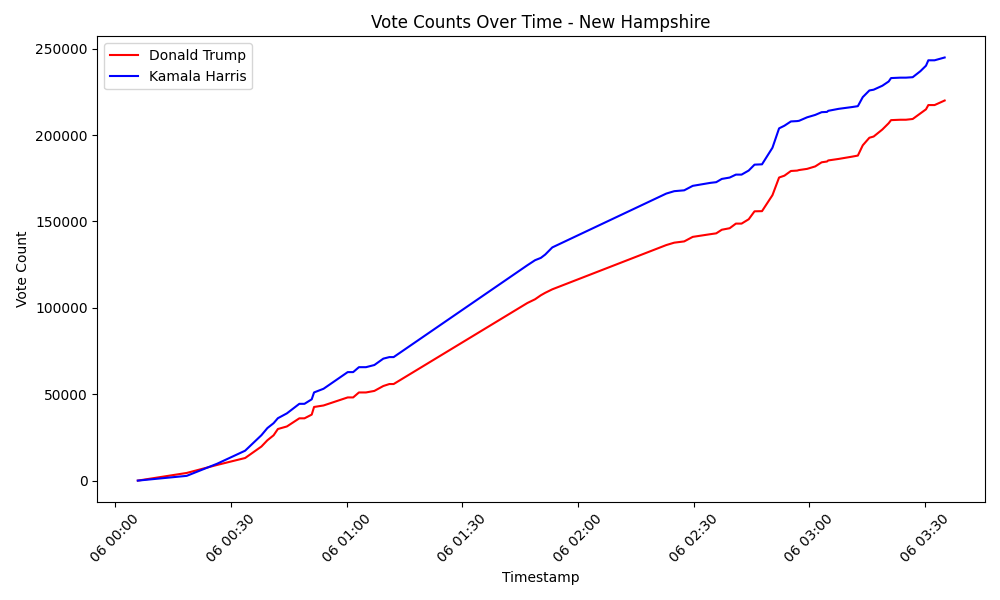 Vote Counts Over Time - New Hampshire
Donald Trump
Kamala Harris
250000
200000
150000
100000
50000
0
Vote Count
06 00:00
06 00:30
06 01:00
06 01:30
06 02:00
06 02:30
06 03:00
06 03:30
Timestamp